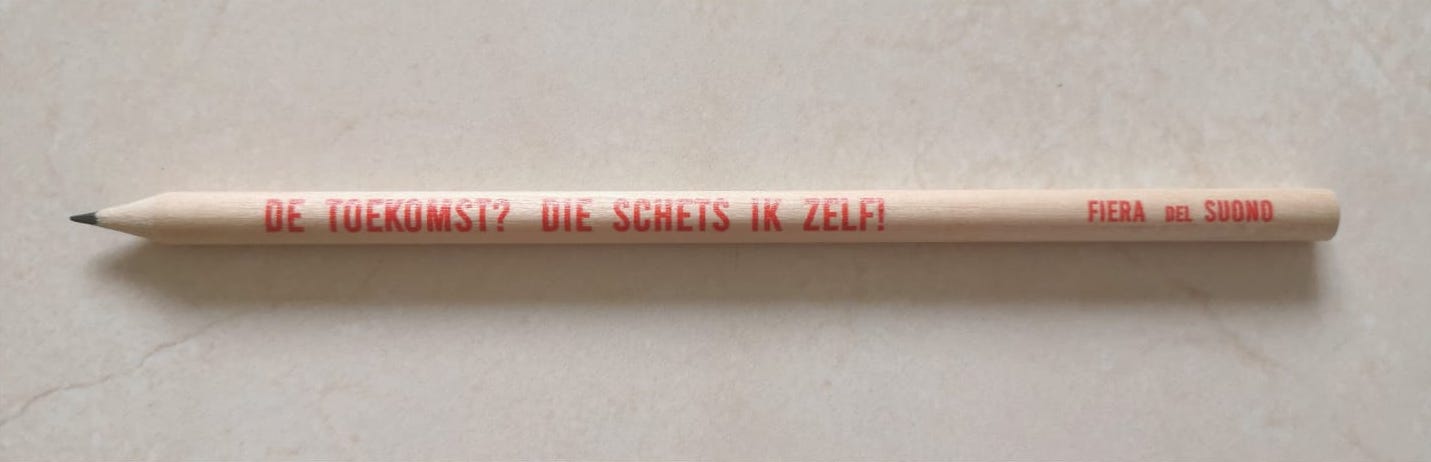 DE TOEKOMST? DIE SCHETS IK ZELF! FIERA DEL SUONO